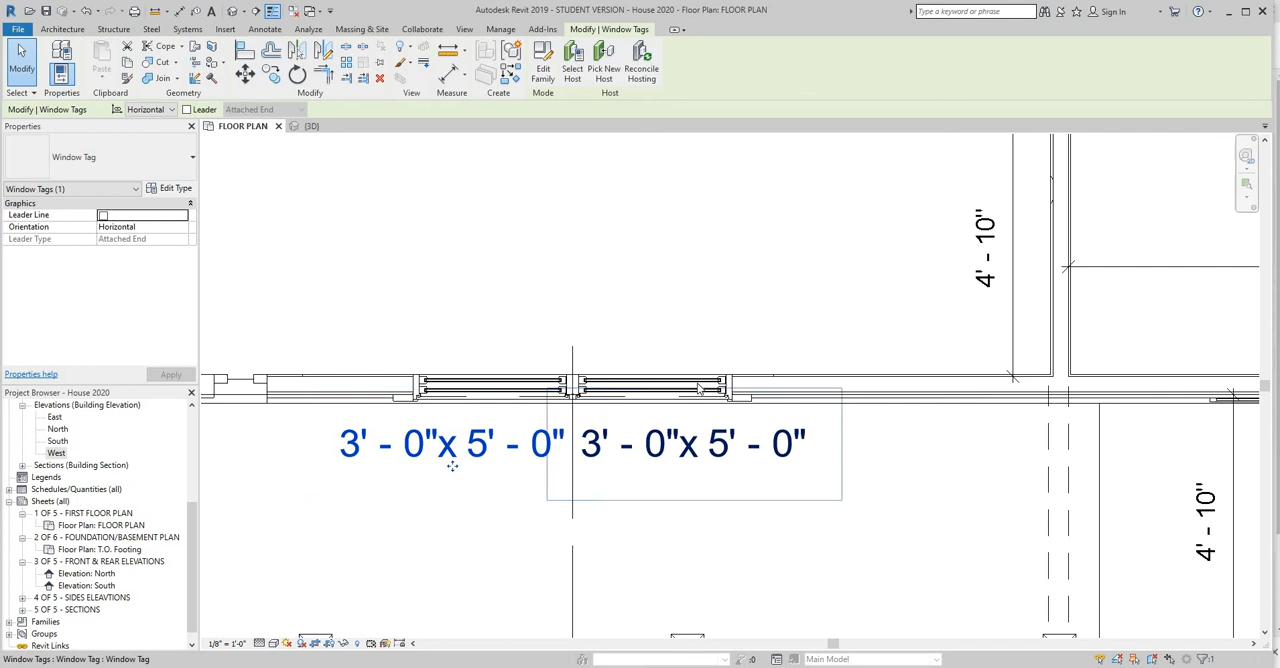 Autodesk Revit 2019 - STUDENT VERSION - House 2020 - Floor Plan: FLOOR PLAN
Type a keyword or phrase
Sign In
File Architecture Structure Steel Systems Insert Annotate Analyze Massing & Site Collaborate View Manage Add-Ins Modify | Window Tags
Modify
Paste
Cope
Cut
Join
Edit Family
Select Host
Pick New Host
Reconcile Hosting
Select Properties Clipboard Geometry Modify View Measure Create Mode Host
Modify | Window Tags Horizontal Leader Attached End
Properties
FLOOR PLAN
{3D}
Window Tag
Window Tags (1) Edit Type
Graphics
Leader Line
Orientation Horizontal
Leader Type Attached End
Properties help Apply
Project Browser - House 2020
Elevations (Building Elevation)
East
North
South
West
Sections (Building Section)
Legends
Schedules/Quantities (all)
Sheets (all)
1 OF 5 - FIRST FLOOR PLAN
Floor Plan: FLOOR PLAN
2 OF 6 - FOUNDATION/BASEMENT PLAN
Floor Plan: T.O. Footing
3 OF 5 - FRONT & REAR ELEVATIONS
Elevation: North
Elevation: South
4 OF 5 - SIDES ELEAVTIONS
5 OF 5 - SECTIONS
Families
Groups
Revit Links
4' - 10"
3' - 0"x 5' - 0" 3' - 0"x 5' - 0"
4' - 10"
1/8" = 1'-0"
Windows : Window Tags : Window Tag
:0
Main Model
:1